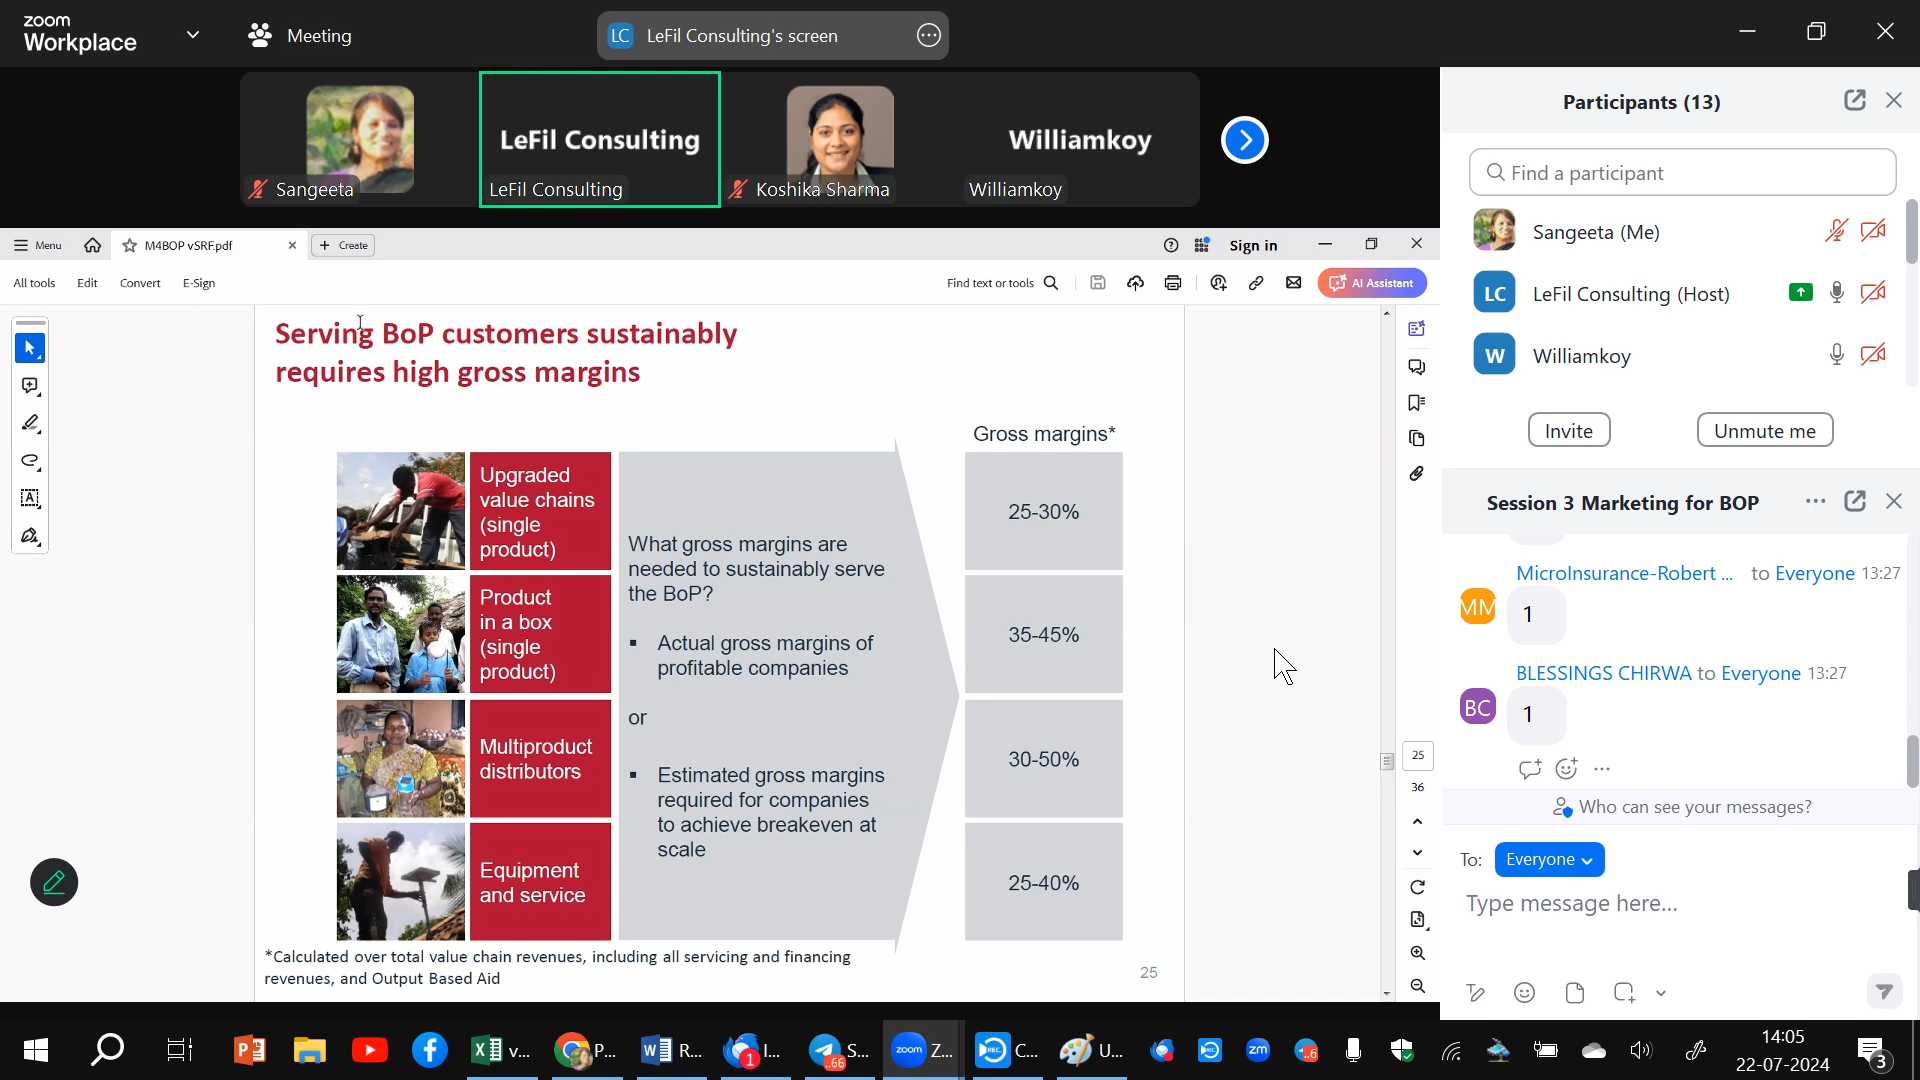 zoom
Workplace
Meeting
LC LeFil Consulting's screen
Sangeeta
LeFil Consulting
LeFil Consulting
Koshika Sharma
Williamkoy
Williamkoy
Menu
M4BOP vSRF.pdf
+ Create
Sign in
All tools
Edit
Convert
E-Sign
Find text or tools
AI Assistant
Serving BoP customers sustainably
requires high gross margins
Gross margins*
Upgraded
value chains
(single
product)
25-30%
Product
in a box
(single
product)
35-45%
Multiproduct
distributors
30-50%
Equipment
and service
25-40%
What gross margins are
needed to sustainably serve
the BoP?
▪ Actual gross margins of
profitable companies
or
▪ Estimated gross margins
required for companies
to achieve breakeven at
scale
*Calculated over total value chain revenues, including all servicing and financing
revenues, and Output Based Aid
25
25
36
Participants (13)
Find a participant
Sangeeta (Me)
LC LeFil Consulting (Host)
W Williamkoy
Invite
Unmute me
Session 3 Marketing for BOP
MicroInsurance-Robert ... to Everyone 13:27
MM
1
BLESSINGS CHIRWA to Everyone 13:27
BC
1
Who can see your messages?
To: Everyone
Type message here...
v...
P...
R...
1
I...
..66
S...
zoom
Z...
REC
C...
U...
REC
zm
..6
14:05
22-07-2024
3